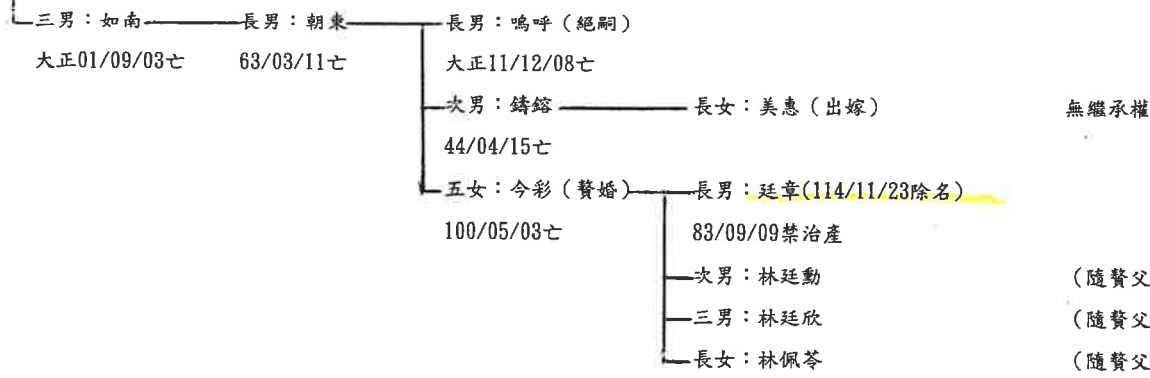 三男：如南 長男：朝東 長男：嗚呼（絕嗣）
大正01/09/03亡 63/03/11亡 大正11/12/08亡
次男：鑄鎔 長女：美惠（出嫁） 無繼承權
44/04/15亡
五女：今彩（贅婚） 長男：廷章(114/11/23除名)
100/05/03亡 83/09/09禁治產
次男：林廷勳 （隨贅父
三男：林廷欣 （隨贅父
長女：林佩苓 （隨贅父